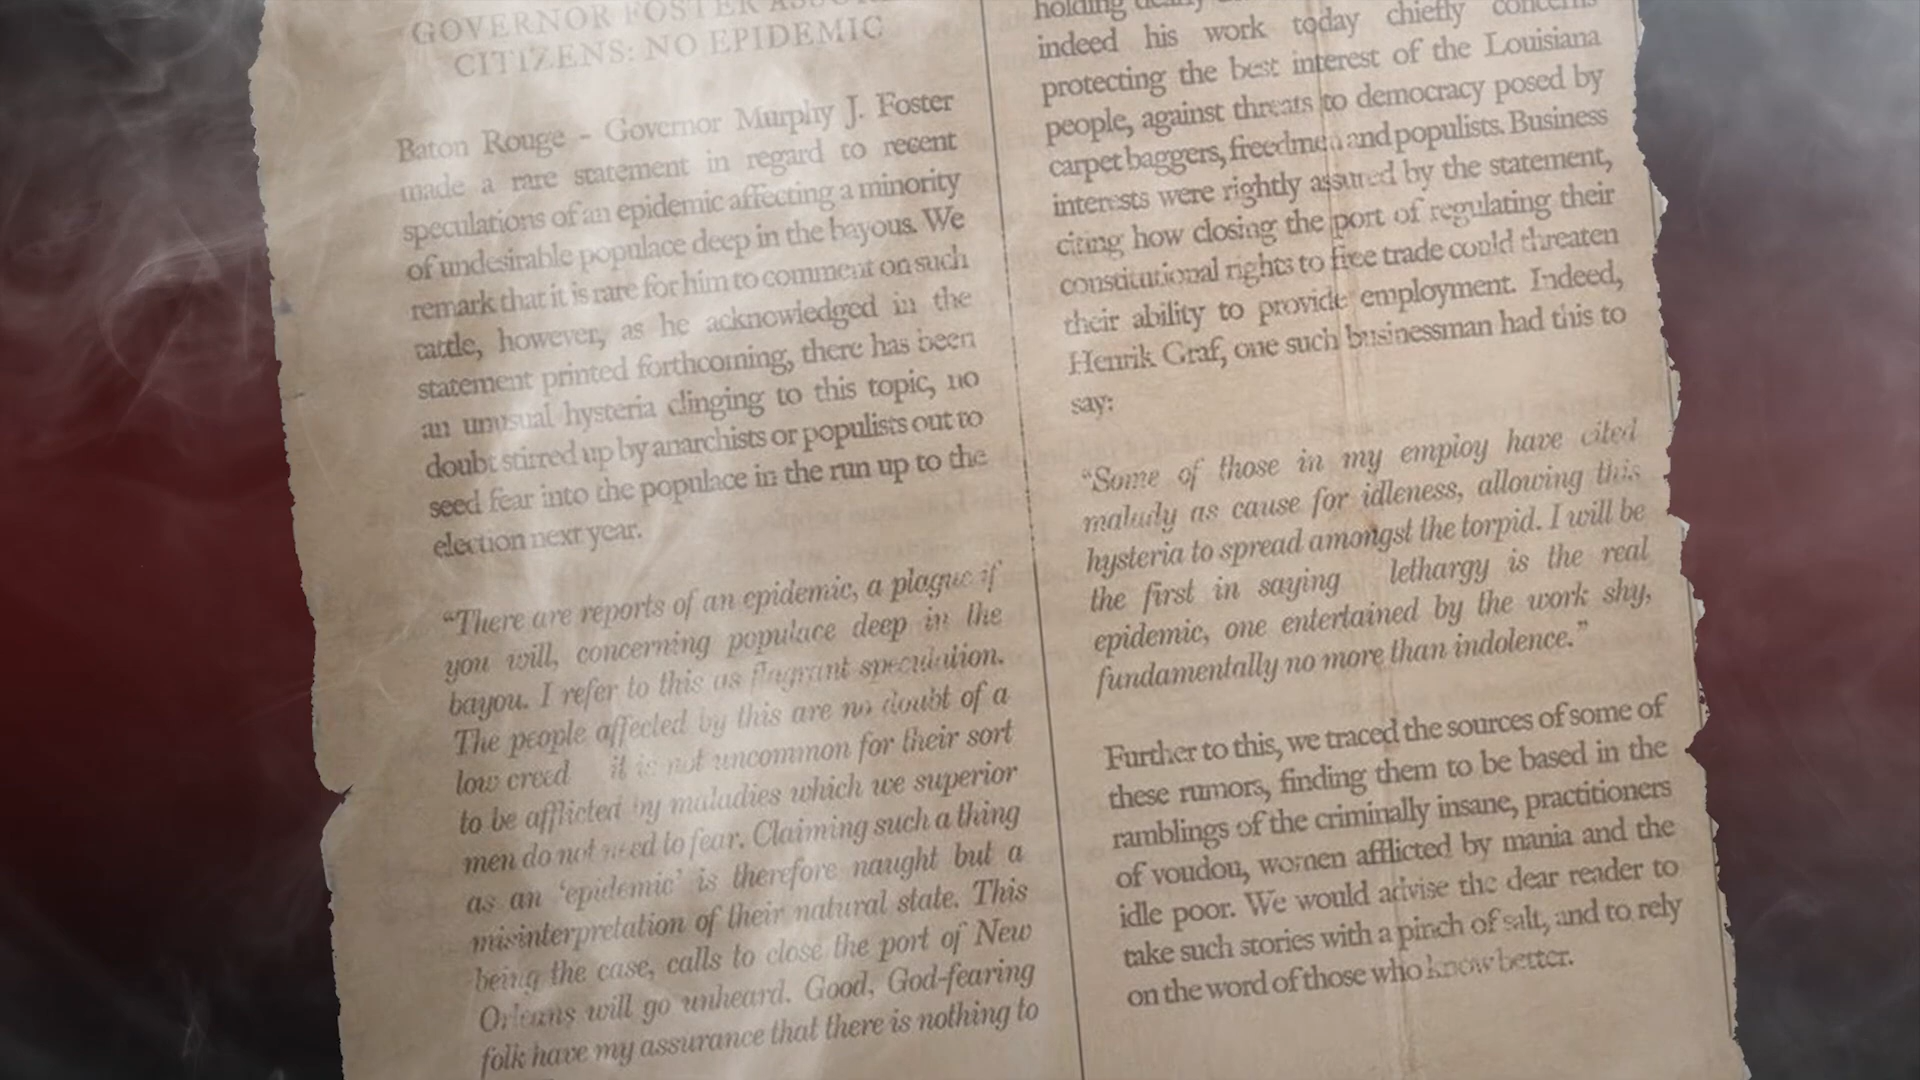 GOVERNOR FOSTER
CITIZENS: NO EPIDEMIC
Baton Rouge - Governor Murphy J. Foster
made a rare statement in regard to recent
speculations of an epidemic affecting a minority
of undesirable populace deep in the bayous. We
remark that it is rare for him to comment on such
tattle, however, as he acknowledged in the
statement printed forthcoming, there has been
an unusual hysteria clinging to this topic, no
doubt stirred up by anarchists or populists out to
seed fear into the populace in the run up to the
election next year.
“There are reports of an epidemic, a plague if
you will, concerning populace deep in the
bayou. I refer to this as flagrant speculation.
The people affected by this are no doubt of a
low creed it is not uncommon for their sort
to be afflicted by maladies which we superior
men do not need to fear. Claiming such a thing
as an ‘epidemic’ is therefore naught but a
misinterpretation of their natural state. This
being the case, calls to close the port of New
Orleans will go unheard. Good, God-fearing
folk have my assurance that there is nothing to
holding
indeed his work today chiefly concerns
protecting the best interest of the Louisiana
people, against threats to democracy posed by
carpet baggers, freedmen and populists. Business
interests were rightly assured by the statement,
citing how closing the port of regulating their
constitutional rights to free trade could threaten
their ability to provide employment. Indeed,
Henrik Graf, one such businessman had this to
say:
“Some of those in my employ have cited
malady as cause for idleness, allowing this
hysteria to spread amongst the torpid. I will be
the first in saying lethargy is the real
epidemic, one entertained by the work shy,
fundamentally no more than indolence.”
Further to this, we traced the sources of some of
these rumors, finding them to be based in the
ramblings of the criminally insane, practitioners
of voudou, women afflicted by mania and the
idle poor. We would advise the dear reader to
take such stories with a pinch of salt, and to rely
on the word of those who know better.